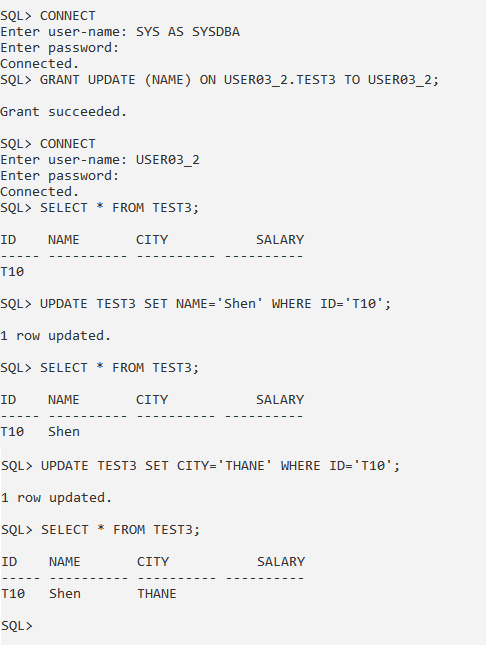 SQL> CONNECT
Enter user-name: SYS AS SYSDBA
Enter password:
Connected.
SQL> GRANT UPDATE (NAME) ON USER03_2.TEST3 TO USER03_2;
Grant succeeded.
SQL> CONNECT
Enter user-name: USER03_2
Enter password:
Connected.
SQL> SELECT * FROM TEST3;
ID    NAME       CITY           SALARY
----- ---------- ---------- ----------
T10
SQL> UPDATE TEST3 SET NAME='Shen' WHERE ID='T10';
1 row updated.
SQL> SELECT * FROM TEST3;
ID    NAME       CITY           SALARY
----- ---------- ---------- ----------
T10   Shen
SQL> UPDATE TEST3 SET CITY='THANE' WHERE ID='T10';
1 row updated.
SQL> SELECT * FROM TEST3;
ID    NAME       CITY           SALARY
----- ---------- ---------- ----------
T10   Shen       THANE
SQL>